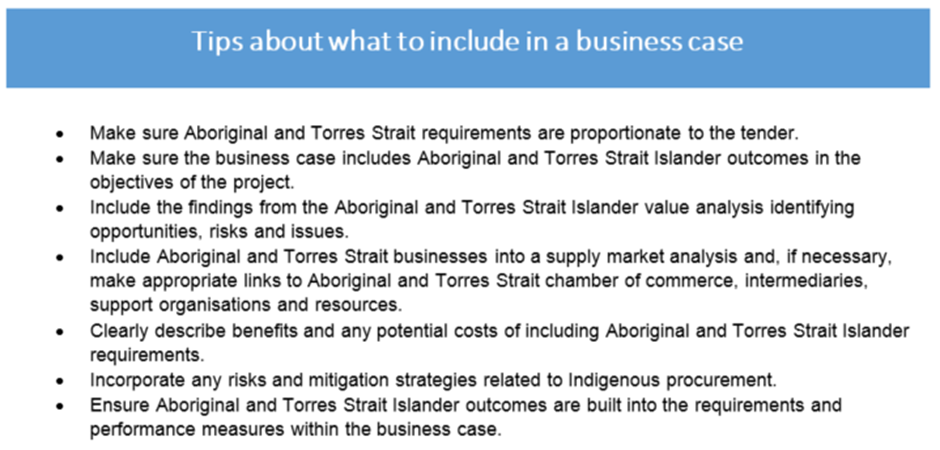 Tips about what to include in a business case
• Make sure Aboriginal and Torres Strait requirements are proportionate to the tender.
• Make sure the business case includes Aboriginal and Torres Strait Islander outcomes in the
objectives of the project.
• Include the findings from the Aboriginal and Torres Strait Islander value analysis identifying
opportunities, risks and issues.
• Include Aboriginal and Torres Strait businesses into a supply market analysis and, if necessary,
make appropriate links to Aboriginal and Torres Strait chamber of commerce, intermediaries,
support organisations and resources.
• Clearly describe benefits and any potential costs of including Aboriginal and Torres Strait Islander
requirements.
• Incorporate any risks and mitigation strategies related to Indigenous procurement.
• Ensure Aboriginal and Torres Strait Islander outcomes are built into the requirements and
performance measures within the business case.